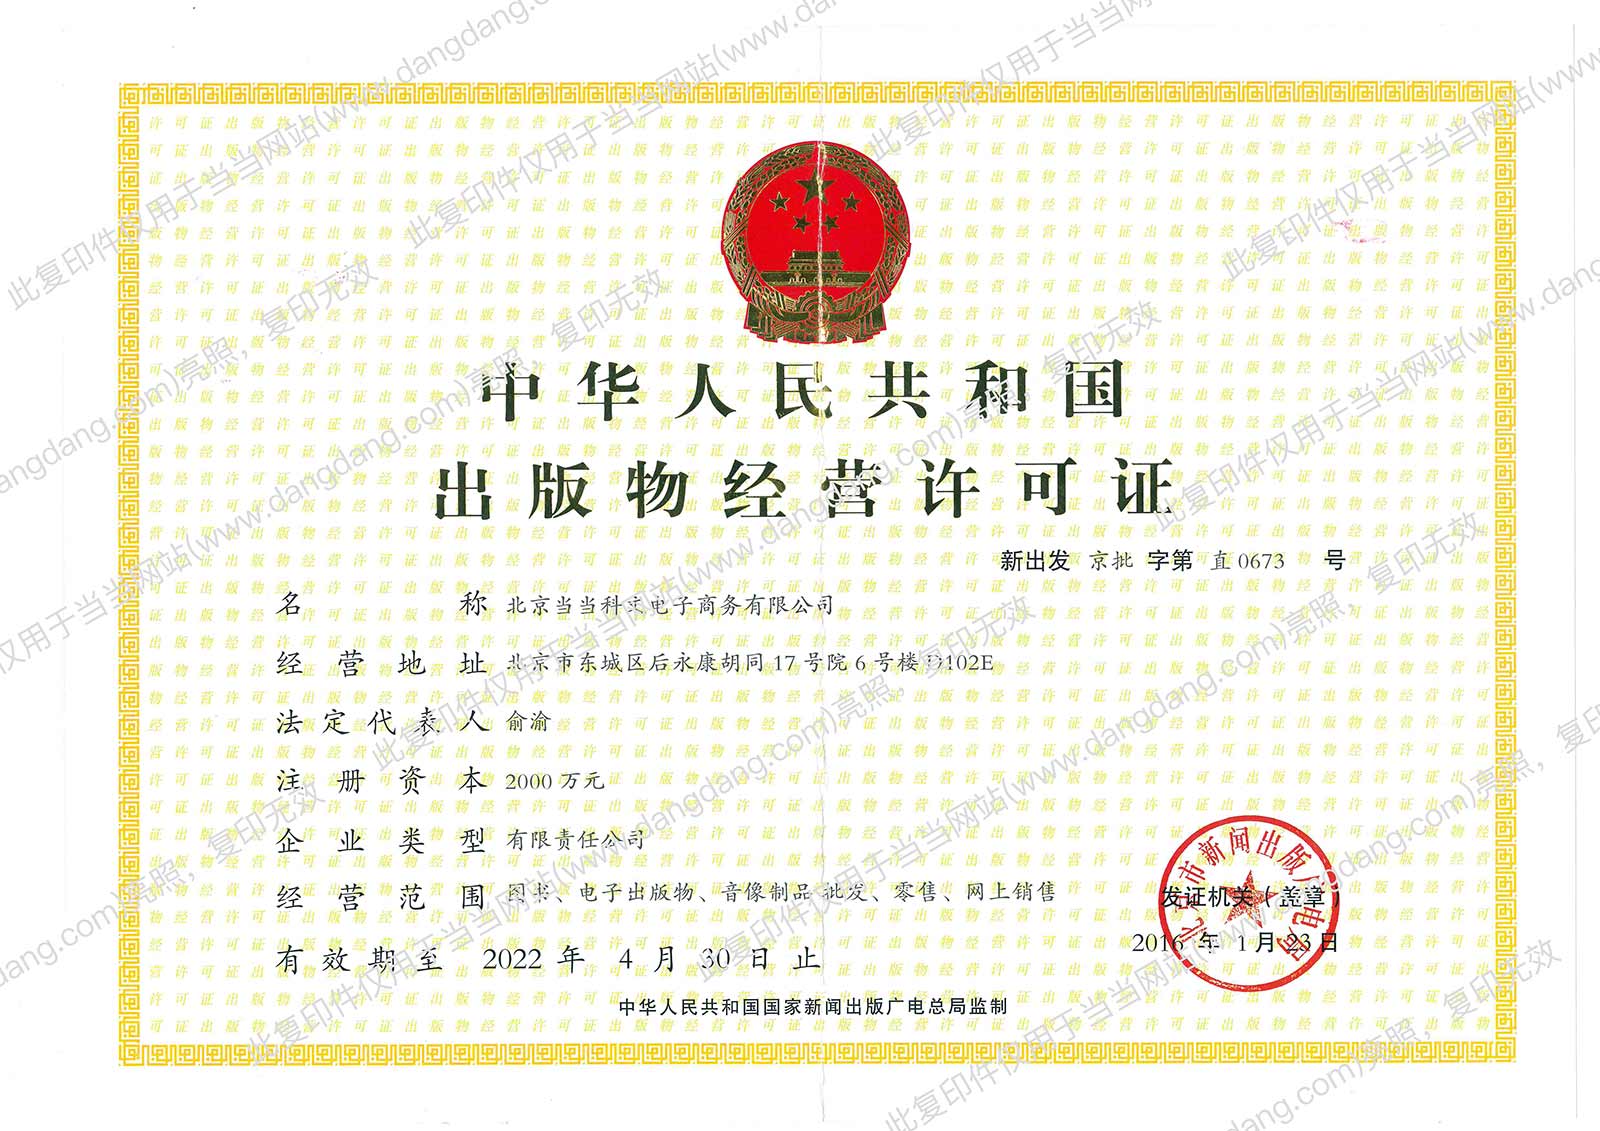 中华人民共和国
出版物经营许可证
新出发 京批 字第 直0673 号
名称 北京当当科文电子商务有限公司
经营地址 北京市东城区后永康胡同17号院6号楼D102E
法定代表人 俞渝
注册资本 2000万元
企业类型 有限责任公司
经营范围 图书、电子出版物、音像制品 批发、零售、网上销售
北京市新闻出版广电局
发证机关（盖章）
2016 年 1 月 23 日
有效期至 2022 年 4 月 30 日止
中华人民共和国国家新闻出版广电总局监制
此复印件仅用于当当网站(www.dangdang.com)亮照，复印无效